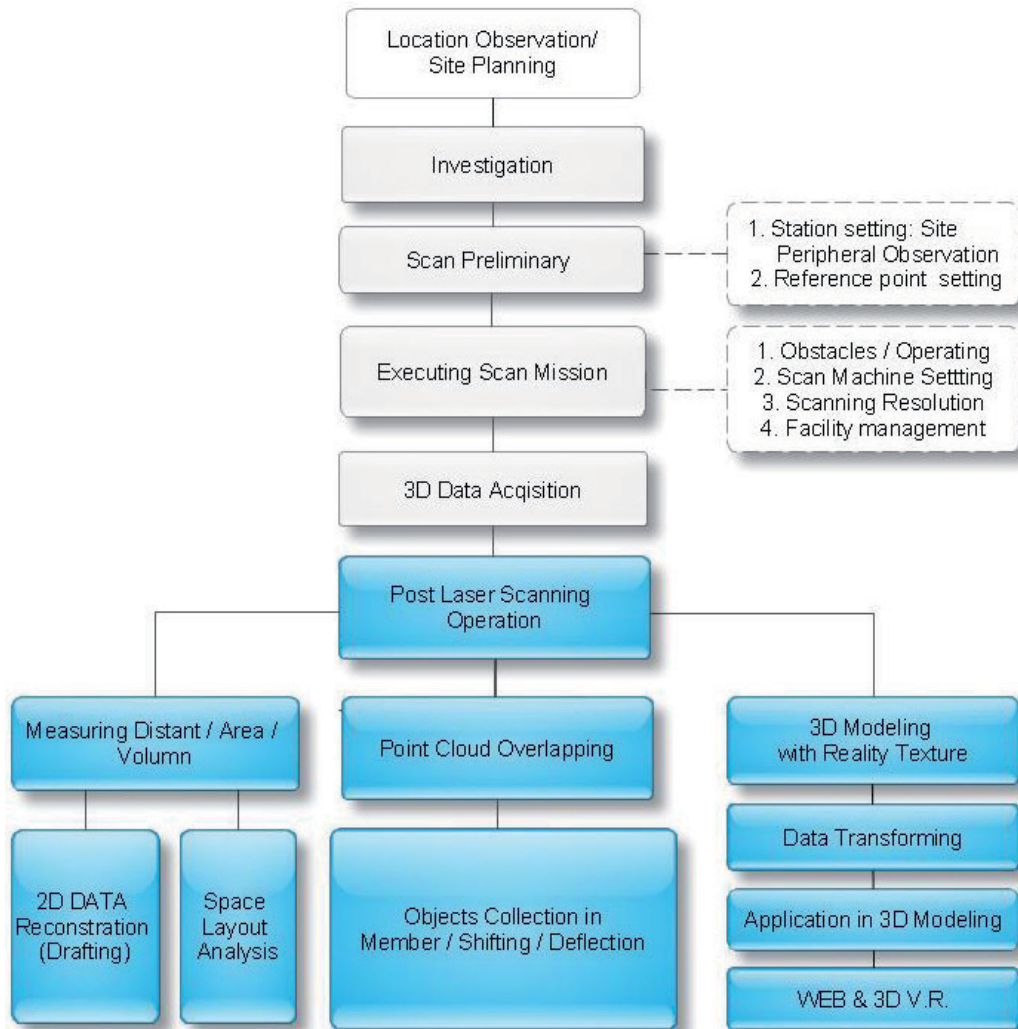 Location Observation/
Site Planning
Investigation
Scan Preliminary
1. Station setting: Site
Peripheral Observation
2. Reference point setting
Executing Scan Mission
1. Obstacles / Operating
2. Scan Machine Settting
3. Scanning Resolution
4. Facility management
3D Data Acqisition
Post Laser Scanning
Operation
Measuring Distant / Area /
Volumn
Point Cloud Overlapping
3D Modeling
with Reality Texture
2D DATA
Reconstration
(Drafting)
Space
Layout
Analysis
Objects Collection in
Member / Shifting / Deflection
Data Transforming
Application in 3D Modeling
WEB & 3D V.R.